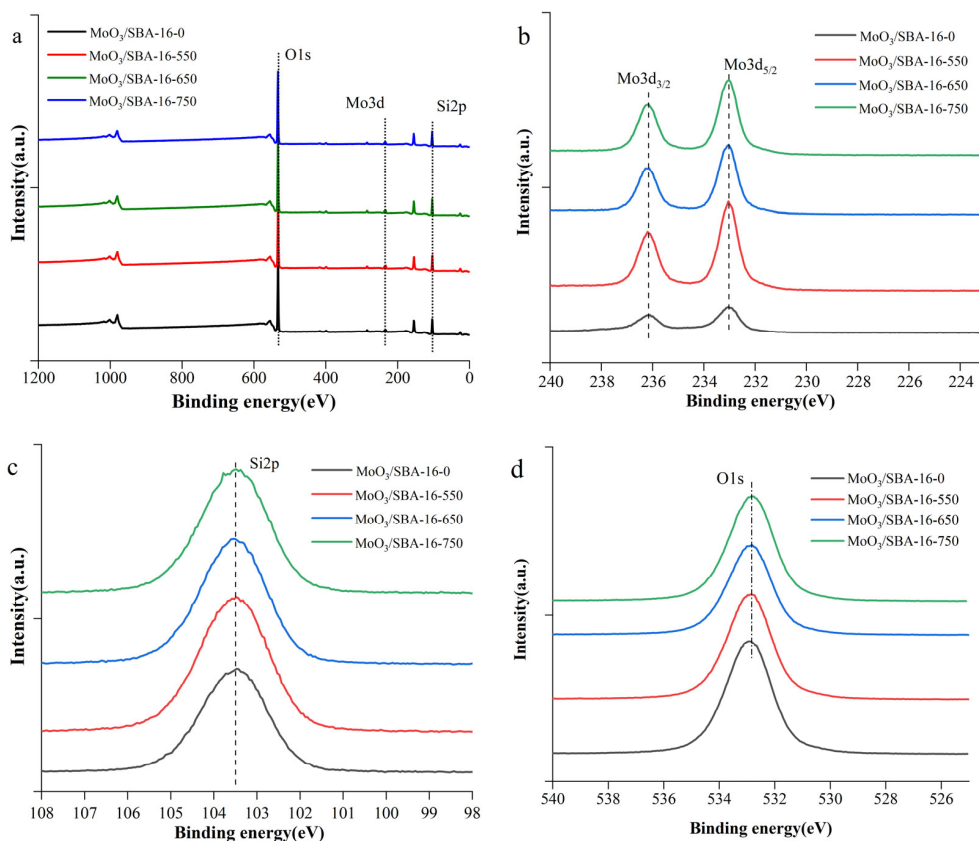 a
MoO₃/SBA-16-0
MoO₃/SBA-16-550
MoO₃/SBA-16-650
MoO₃/SBA-16-750
O1s
Mo3d
Si2p
Intensity(a.u.)
1200 1000 800 600 400 200 0
Binding energy(eV)
b
MoO₃/SBA-16-0
MoO₃/SBA-16-550
MoO₃/SBA-16-650
MoO₃/SBA-16-750
Mo3d₃/₂
Mo3d₅/₂
Intensity(a.u.)
240 238 236 234 232 230 228 226 224
Binding energy(eV)
c
Si2p
MoO₃/SBA-16-0
MoO₃/SBA-16-550
MoO₃/SBA-16-650
MoO₃/SBA-16-750
Intensity(a.u.)
108 107 106 105 104 103 102 101 100 99 98
Binding energy(eV)
d
O1s
MoO₃/SBA-16-0
MoO₃/SBA-16-550
MoO₃/SBA-16-650
MoO₃/SBA-16-750
Intensity(a.u.)
540 538 536 534 532 530 528 526
Binding energy(eV)